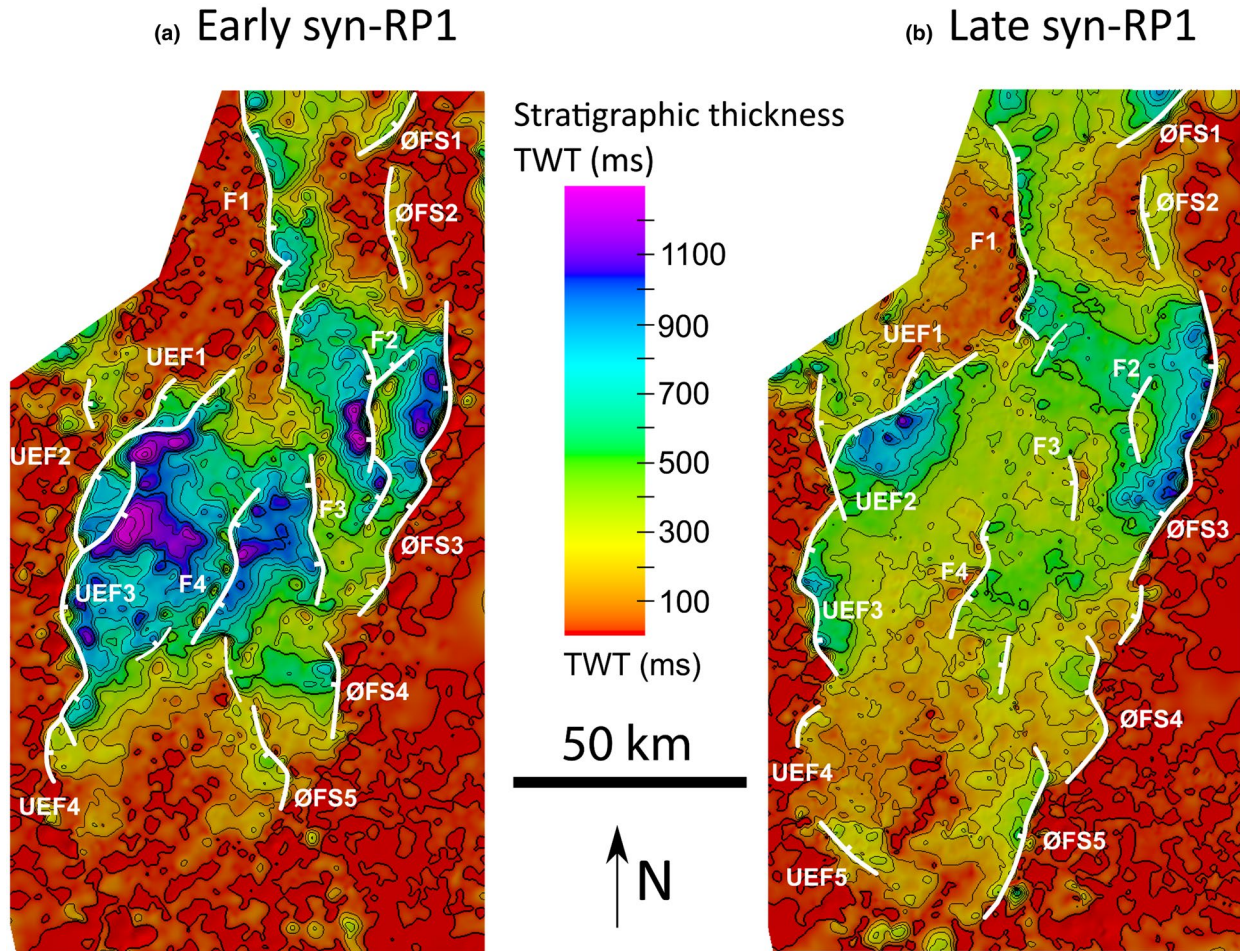 (a) Early syn-RP1
(b) Late syn-RP1
Stratigraphic thickness
TWT (ms)
1100
900
700
500
300
100
TWT (ms)
50 km
N
ØFS1
F1
ØFS2
UEF1
F2
UEF2
F3
ØFS3
UEF3
F4
ØFS4
UEF4
ØFS5
ØFS1
ØFS2
F1
UEF1
F2
F3
UEF2
ØFS3
F4
UEF3
ØFS4
UEF4
ØFS5
UEF5